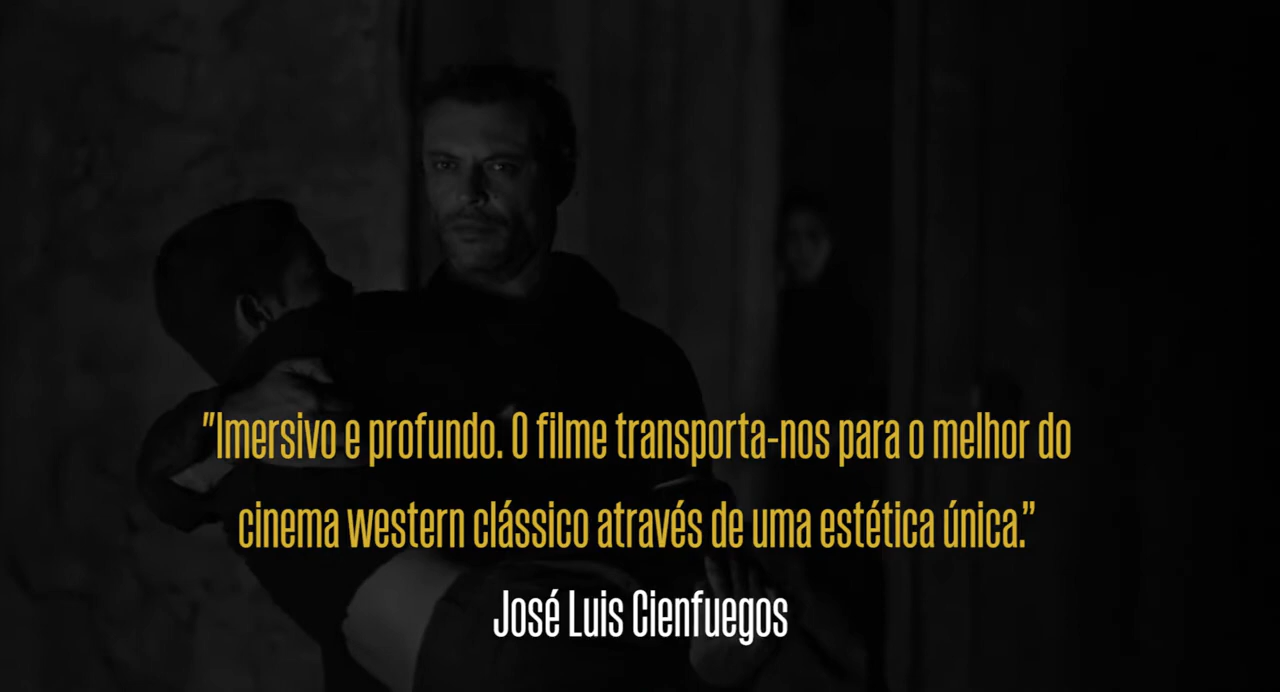 "Imersivo e profundo. O filme transporta-nos para o melhor do
cinema western clássico através de uma estética única.”
José Luis Cienfuegos